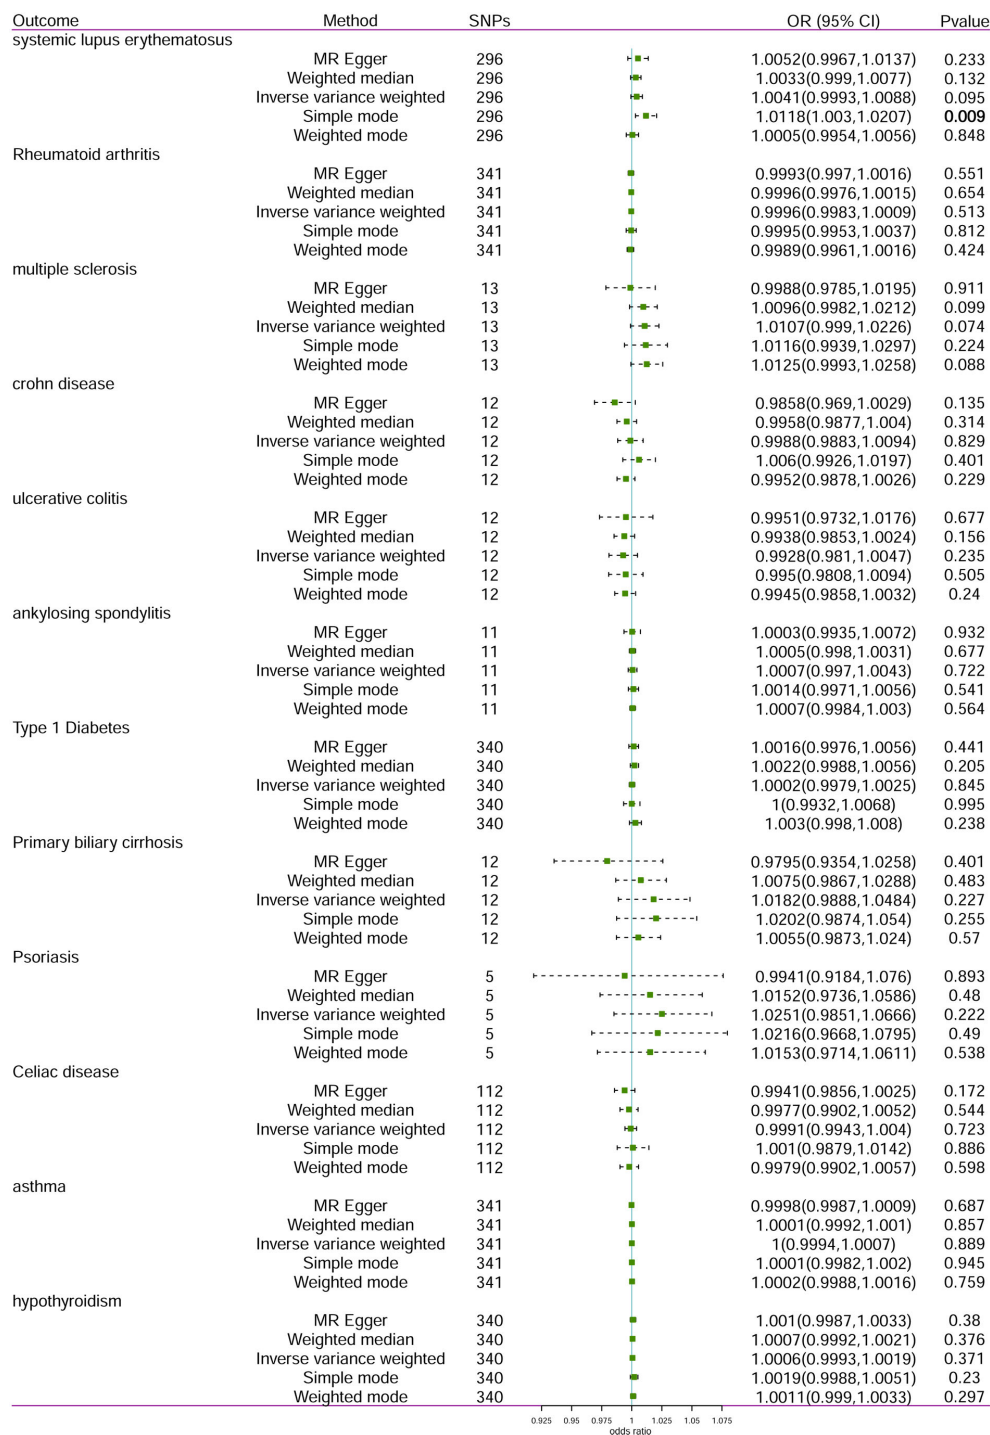 Outcome Method SNPs OR (95% CI) Pvalue
systemic lupus erythematosus
MR Egger 296 1.0052(0.9967,1.0137) 0.233
Weighted median 296 1.0033(0.999,1.0077) 0.132
Inverse variance weighted 296 1.0041(0.9993,1.0088) 0.095
Simple mode 296 1.0118(1.003,1.0207) 0.009
Weighted mode 296 1.0005(0.9954,1.0056) 0.848
Rheumatoid arthritis
MR Egger 341 0.9993(0.997,1.0016) 0.551
Weighted median 341 0.9996(0.9976,1.0015) 0.654
Inverse variance weighted 341 0.9996(0.9983,1.0009) 0.513
Simple mode 341 0.9995(0.9953,1.0037) 0.812
Weighted mode 341 0.9989(0.9961,1.0016) 0.424
multiple sclerosis
MR Egger 13 0.9988(0.9785,1.0195) 0.911
Weighted median 13 1.0096(0.9982,1.0212) 0.099
Inverse variance weighted 13 1.0107(0.999,1.0226) 0.074
Simple mode 13 1.0116(0.9939,1.0297) 0.224
Weighted mode 13 1.0125(0.9993,1.0258) 0.088
crohn disease
MR Egger 12 0.9858(0.969,1.0029) 0.135
Weighted median 12 0.9958(0.9877,1.004) 0.314
Inverse variance weighted 12 0.9988(0.9883,1.0094) 0.829
Simple mode 12 1.006(0.9926,1.0197) 0.401
Weighted mode 12 0.9952(0.9878,1.0026) 0.229
ulcerative colitis
MR Egger 12 0.9951(0.9732,1.0176) 0.677
Weighted median 12 0.9938(0.9853,1.0024) 0.156
Inverse variance weighted 12 0.9928(0.981,1.0047) 0.235
Simple mode 12 0.995(0.9808,1.0094) 0.505
Weighted mode 12 0.9945(0.9858,1.0032) 0.24
ankylosing spondylitis
MR Egger 11 1.0003(0.9935,1.0072) 0.932
Weighted median 11 1.0005(0.998,1.0031) 0.677
Inverse variance weighted 11 1.0007(0.997,1.0043) 0.722
Simple mode 11 1.0014(0.9971,1.0056) 0.541
Weighted mode 11 1.0007(0.9984,1.003) 0.564
Type 1 Diabetes
MR Egger 340 1.0016(0.9976,1.0056) 0.441
Weighted median 340 1.0022(0.9988,1.0056) 0.205
Inverse variance weighted 340 1.0002(0.9979,1.0025) 0.845
Simple mode 340 1(0.9932,1.0068) 0.995
Weighted mode 340 1.003(0.998,1.008) 0.238
Primary biliary cirrhosis
MR Egger 12 0.9795(0.9354,1.0258) 0.401
Weighted median 12 1.0075(0.9867,1.0288) 0.483
Inverse variance weighted 12 1.0182(0.9888,1.0484) 0.227
Simple mode 12 1.0202(0.9874,1.054) 0.255
Weighted mode 12 1.0055(0.9873,1.024) 0.57
Psoriasis
MR Egger 5 0.9941(0.9184,1.076) 0.893
Weighted median 5 1.0152(0.9736,1.0586) 0.48
Inverse variance weighted 5 1.0251(0.9851,1.0666) 0.222
Simple mode 5 1.0216(0.9668,1.0795) 0.49
Weighted mode 5 1.0153(0.9714,1.0611) 0.538
Celiac disease
MR Egger 112 0.9941(0.9856,1.0025) 0.172
Weighted median 112 0.9977(0.9902,1.0052) 0.544
Inverse variance weighted 112 0.9991(0.9943,1.004) 0.723
Simple mode 112 1.001(0.9879,1.0142) 0.886
Weighted mode 112 0.9979(0.9902,1.0057) 0.598
asthma
MR Egger 341 0.9998(0.9987,1.0009) 0.687
Weighted median 341 1.0001(0.9992,1.001) 0.857
Inverse variance weighted 341 1(0.9994,1.0007) 0.889
Simple mode 341 1.0001(0.9982,1.002) 0.945
Weighted mode 341 1.0002(0.9988,1.0016) 0.759
hypothyroidism
MR Egger 340 1.001(0.9987,1.0033) 0.38
Weighted median 340 1.0007(0.9992,1.0021) 0.376
Inverse variance weighted 340 1.0006(0.9993,1.0019) 0.371
Simple mode 340 1.0019(0.9988,1.0051) 0.23
Weighted mode 340 1.0011(0.999,1.0033) 0.297
0.925 0.95 0.975 1 1.025 1.05 1.075
odds ratio